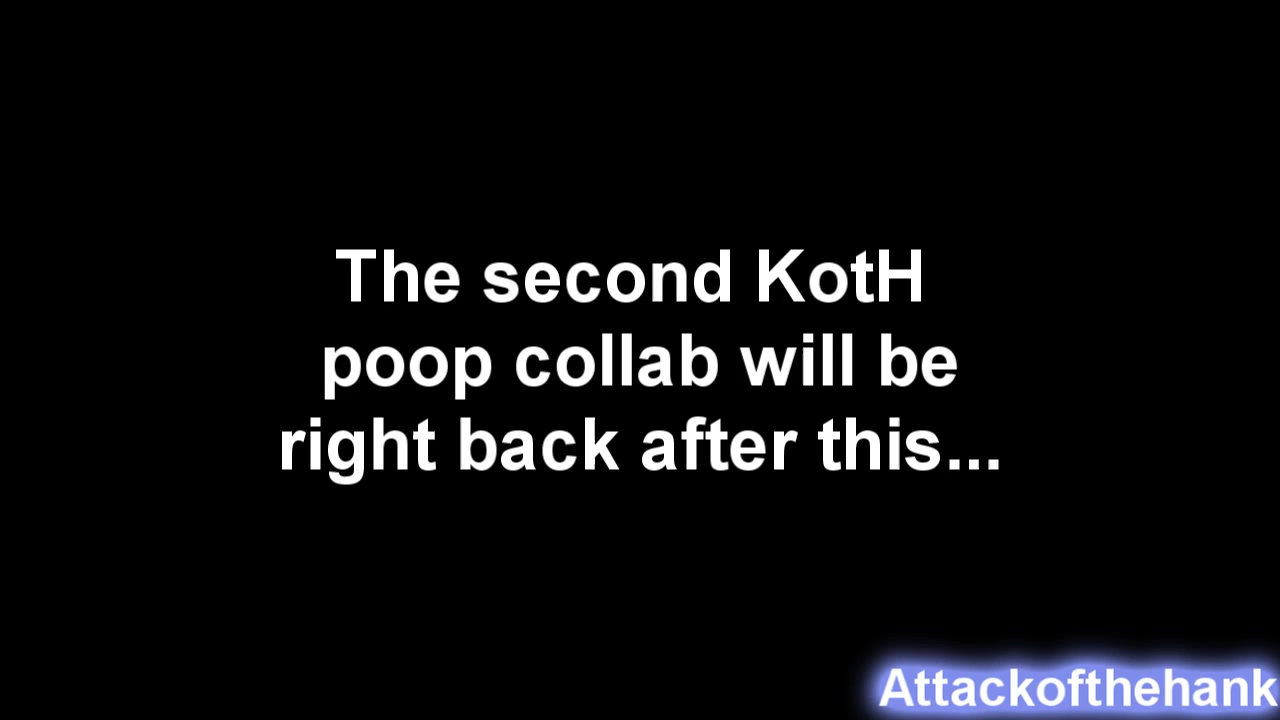 The second KotH
poop collab will be
right back after this...
Attackofthehank